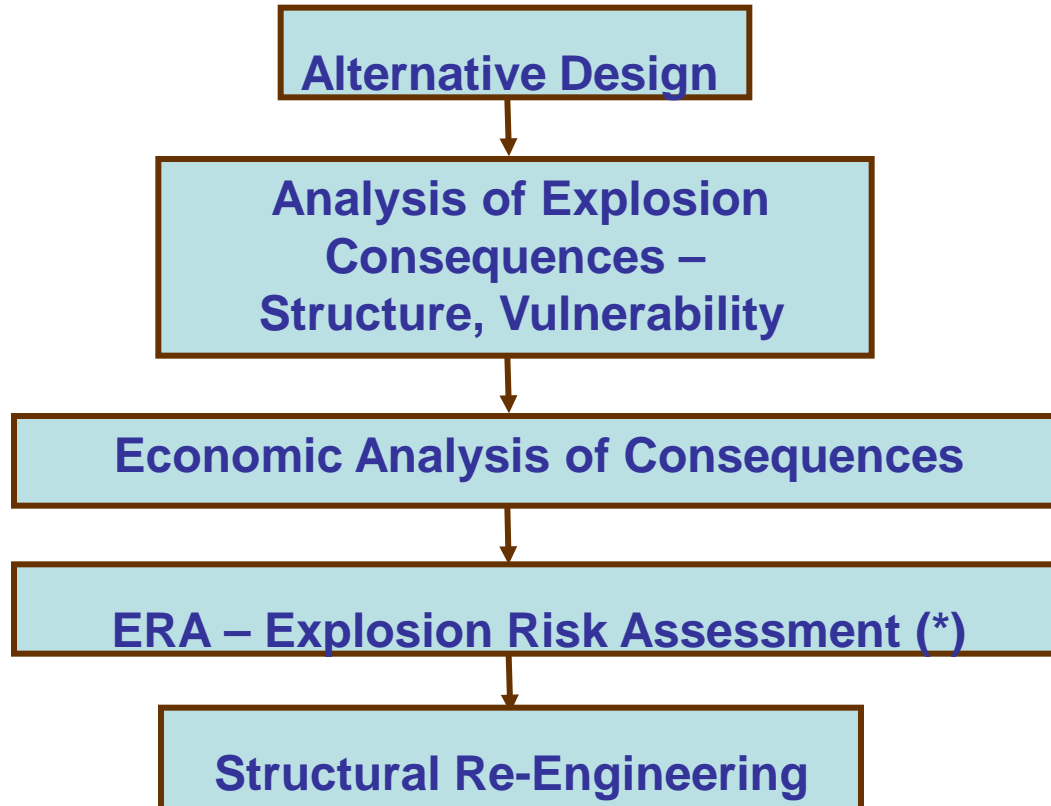 Alternative Design
Analysis of Explosion
Consequences –
Structure, Vulnerability
Economic Analysis of Consequences
ERA – Explosion Risk Assessment (*)
Structural Re-Engineering